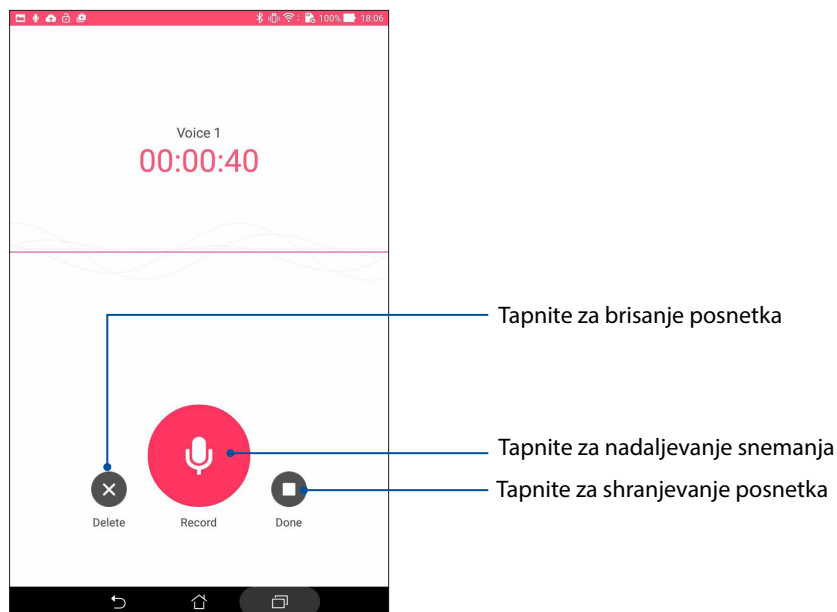 100% 18:06
Voice 1
00:00:40
Tapnite za brisanje posnetka
Tapnite za nadaljevanje snemanja
Tapnite za shranjevanje posnetka
Delete Record Done